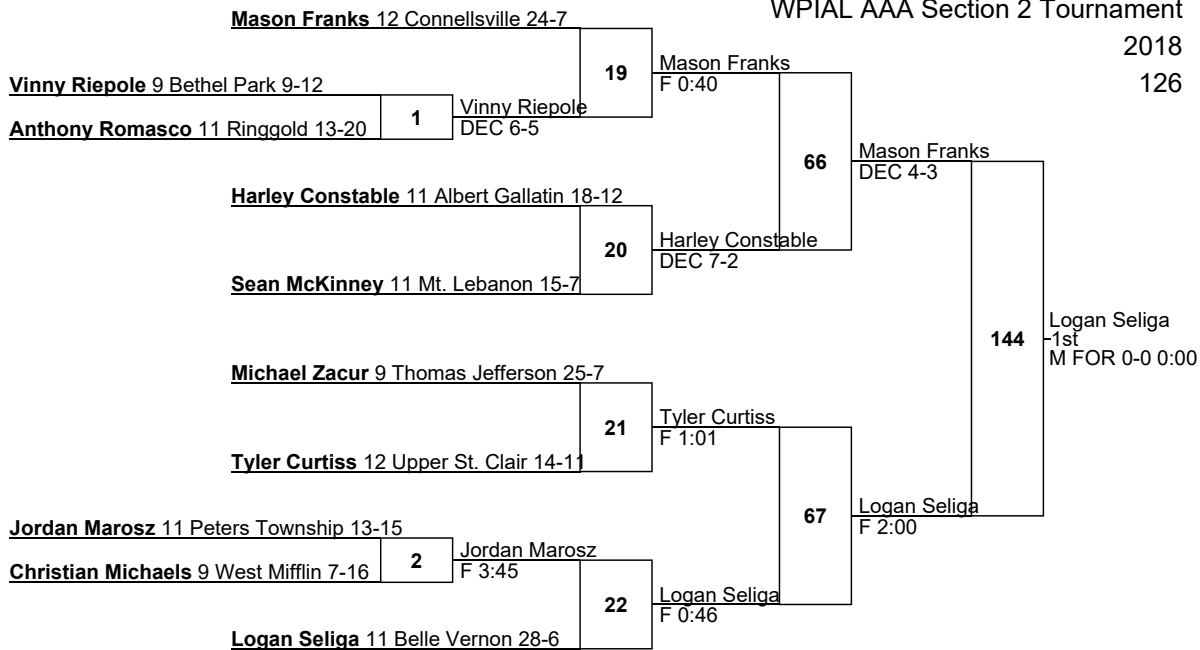 WPIAL AAA Section 2 Tournament
2018
126
Mason Franks 12 Connellsville 24-7
19
Mason Franks
F 0:40
Vinny Riepole 9 Bethel Park 9-12
1
Vinny Riepole
DEC 6-5
Anthony Romasco 11 Ringgold 13-20
66
Mason Franks
DEC 4-3
Harley Constable 11 Albert Gallatin 18-12
20
Harley Constable
DEC 7-2
Sean McKinney 11 Mt. Lebanon 15-7
144
Logan Seliga
1st
M FOR 0-0 0:00
Michael Zacur 9 Thomas Jefferson 25-7
21
Tyler Curtiss
F 1:01
Tyler Curtiss 12 Upper St. Clair 14-11
67
Logan Seliga
F 2:00
Jordan Marosz 11 Peters Township 13-15
2
Jordan Marosz
F 3:45
Christian Michaels 9 West Mifflin 7-16
22
Logan Seliga
F 0:46
Logan Seliga 11 Belle Vernon 28-6